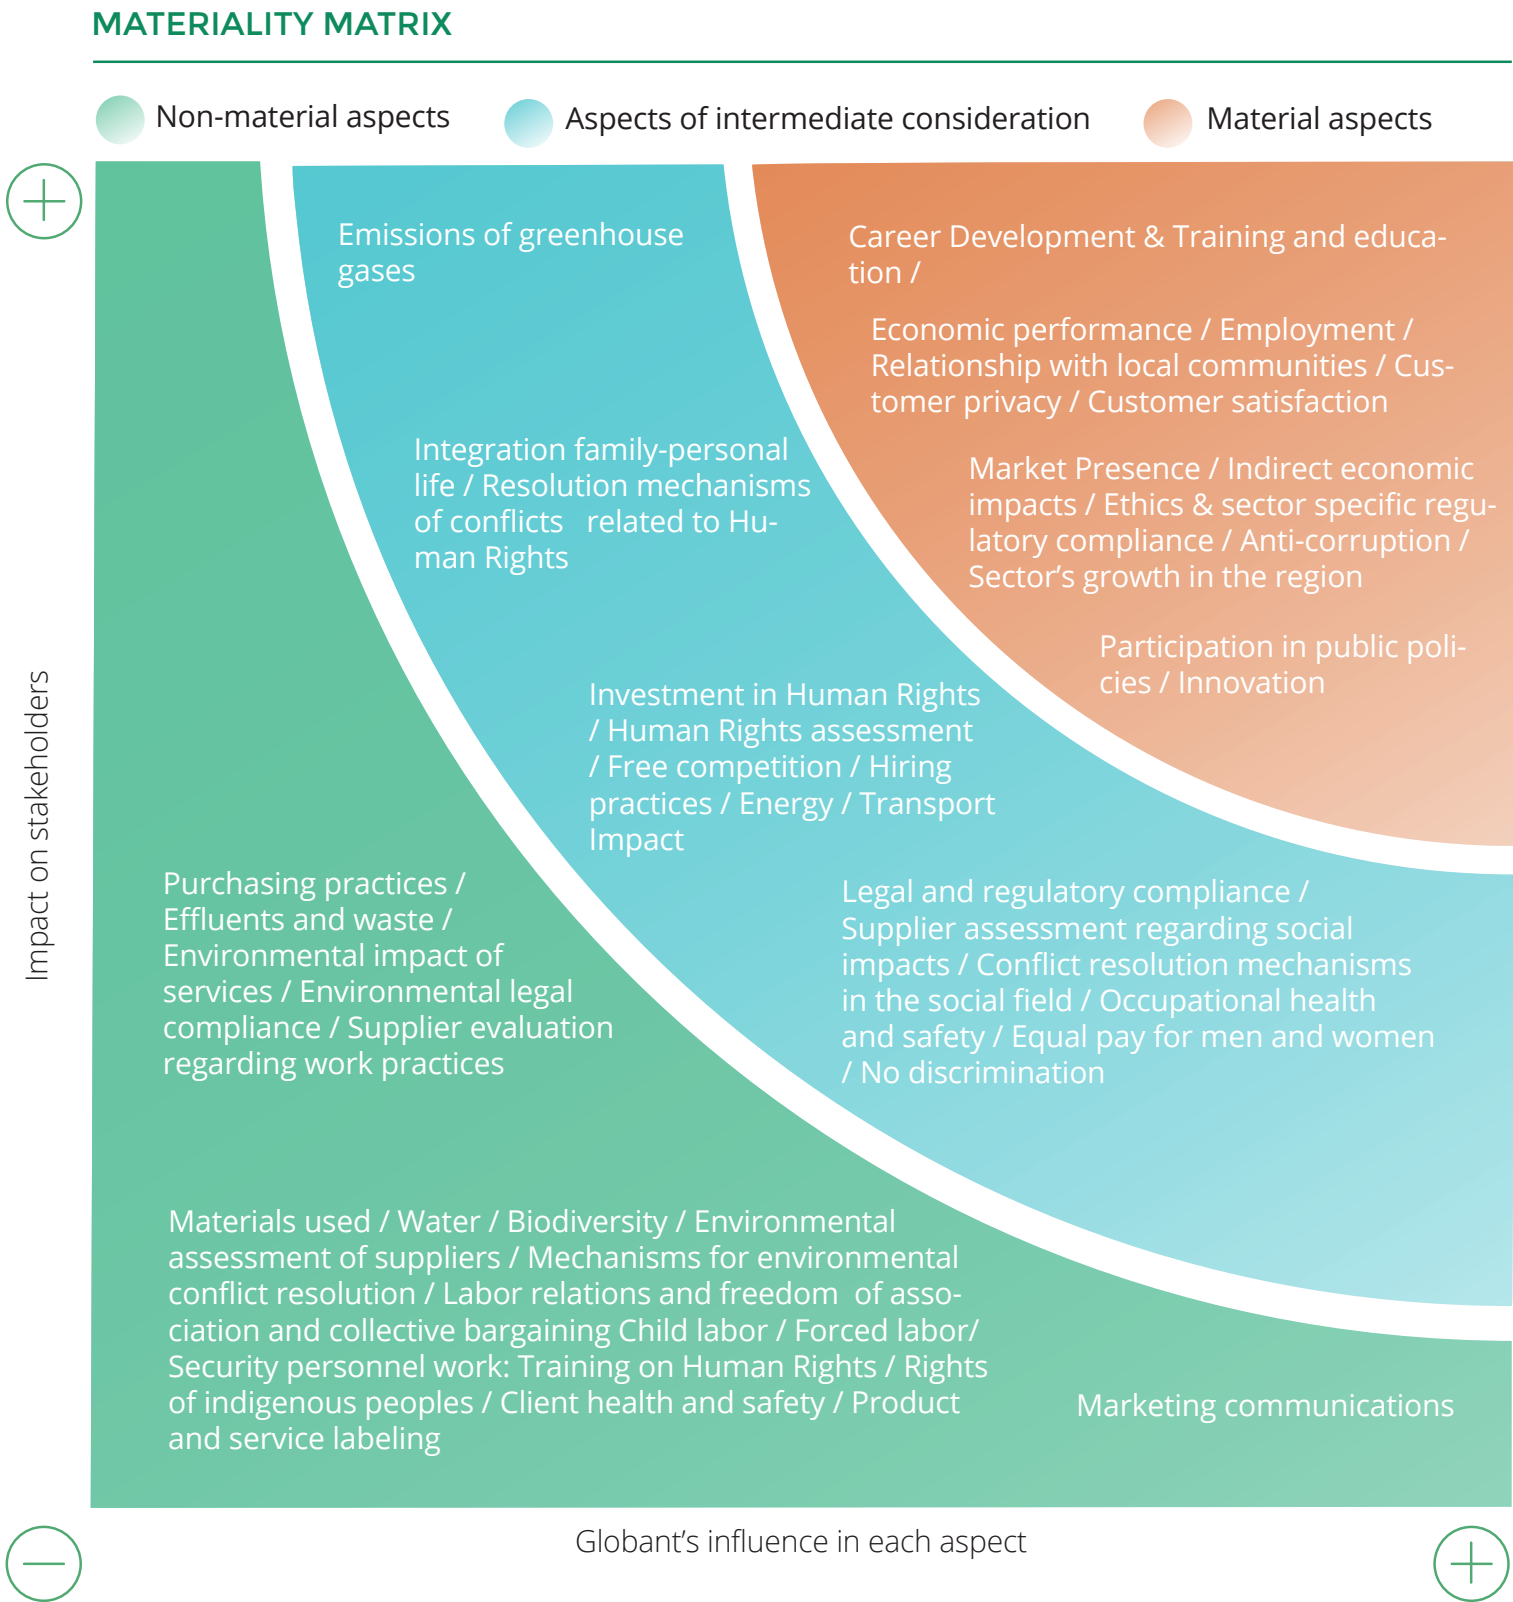 MATERIALITY MATRIX
Non-material aspects
Aspects of intermediate consideration
Material aspects
Emissions of greenhouse
gases
Career Development & Training and educa-
tion /
Economic performance / Employment /
Relationship with local communities / Cus-
tomer privacy / Customer satisfaction
Integration family-personal
life / Resolution mechanisms
of conflicts related to Hu-
man Rights
Market Presence / Indirect economic
impacts / Ethics & sector specific regu-
latory compliance / Anti-corruption /
Sector's growth in the region
Participation in public poli-
cies / Innovation
Impact on stakeholders
Investment in Human Rights
/ Human Rights assessment
/ Free competition / Hiring
practices / Energy / Transport
Impact
Purchasing practices /
Effluents and waste /
Environmental impact of
services / Environmental legal
compliance / Supplier evaluation
regarding work practices
Legal and regulatory compliance /
Supplier assessment regarding social
impacts / Conflict resolution mechanisms
in the social field / Occupational health
and safety / Equal pay for men and women
/ No discrimination
Materials used / Water / Biodiversity / Environmental
assessment of suppliers / Mechanisms for environmental
conflict resolution / Labor relations and freedom of asso-
ciation and collective bargaining Child labor / Forced labor/
Security personnel work: Training on Human Rights / Rights
of indigenous peoples / Client health and safety / Product
and service labeling
Marketing communications
Globant's influence in each aspect